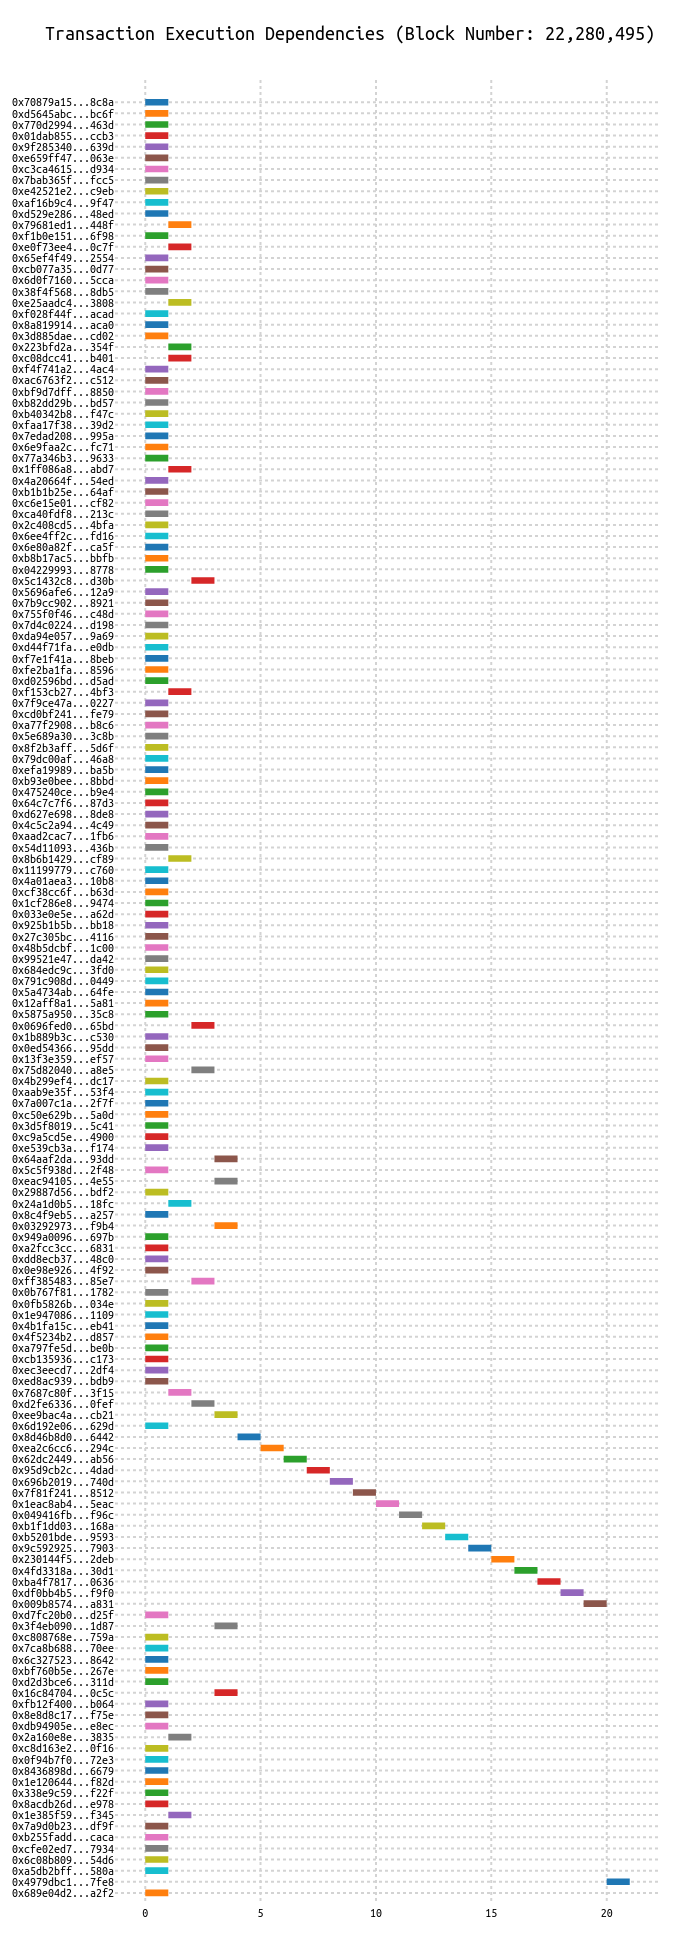 Transaction Execution Dependencies (Block Number: 22,280,495)
0x70879a15...8c8a
0xd5645abc...bc6f
0x770d2994...463d
0x01dab855...ccb3
0x9f285340...639d
0xe659ff47...063e
0xc3ca4615...d934
0x7bab365f...fcc5
0xe42521e2...c9eb
0xaf16b9c4...9f47
0xd529e286...48ed
0x79681ed1...448f
0xf1b0e151...6f98
0xe0f73ee4...0c7f
0x65ef4f49...2554
0xcb077a35...0d77
0x6d0f7160...5cca
0x38f4f568...8db5
0xe25aadc4...3808
0xf028f44f...acad
0x8a819914...aca0
0x3d885dae...cd02
0x223bfd2a...354f
0xc08dcc41...b401
0xf4f741a2...4ac4
0xac6763f2...c512
0xbf9d7dff...8850
0xb82dd29b...bd57
0xb40342b8...f47c
0xfaa17f38...39d2
0x7edad208...995a
0x6e9faa2c...fc71
0x77a346b3...9633
0x1ff086a8...abd7
0x4a20664f...54ed
0xb1b1b25e...64af
0xc6e15e01...cf82
0xca40fdf8...213c
0x2c408cd5...4bfa
0x6ee4ff2c...fd16
0x6e80a82f...ca5f
0xb8b17ac5...bbfb
0x04229993...8778
0x5c1432c8...d30b
0x5696afe6...12a9
0x7b9cc902...8921
0x755f0f46...c48d
0x7d4c0224...d198
0xda94e057...9a69
0xd44f71fa...e0db
0xf7e1f41a...8beb
0xfe2ba1fa...8596
0xd02596bd...d5ad
0xf153cb27...4bf3
0x7f9ce47a...0227
0xcd0bf241...fe79
0xa77f2908...b8c6
0x5e689a30...3c8b
0x8f2b3aff...5d6f
0x79dc00af...46a8
0xefa19989...ba5b
0xb93e0bee...8bbd
0x475240ce...b9e4
0x64c7c7f6...87d3
0xd627e698...8de8
0x4c5c2a94...4c49
0xaad2cac7...1fb6
0x54d11093...436b
0x8b6b1429...cf89
0x11199779...c760
0x4a01aea3...10b8
0xcf38cc6f...b63d
0x1cf286e8...9474
0x033e0e5e...a62d
0x925b1b5b...bb18
0x27c305bc...4116
0x48b5dcbf...1c00
0x99521e47...da42
0x684edc9c...3fd0
0x791c908d...0449
0x5a4734ab...64fe
0x12aff8a1...5a81
0x5875a950...35c8
0x0696fed0...65bd
0x1b889b3c...c530
0x0ed54366...95dd
0x13f3e359...ef57
0x75d82040...a8e5
0x4b299ef4...dc17
0xaab9e35f...53f4
0x7a007c1a...2f7f
0xc50e629b...5a0d
0x3d5f8019...5c41
0xc9a5cd5e...4900
0xe539cb3a...f174
0x64aaf2da...93dd
0x5c5f938d...2f48
0xeac94105...4e55
0x29887d56...bdf2
0x24a1d0b5...18fc
0x8c4f9eb5...a257
0x03292973...f9b4
0x949a0096...697b
0xa2fcc3cc...6831
0xdd8ecb37...48c0
0x0e98e926...4f92
0xff385483...85e7
0x0b767f81...1782
0x0fb5826b...034e
0x1e947086...1109
0x4b1fa15c...eb41
0x4f5234b2...d857
0xa797fe5d...be0b
0xcb135936...c173
0xec3eecd7...2df4
0xed8ac939...bdb9
0x7687c80f...3f15
0xd2fe6336...0fef
0xee9bac4a...cb21
0x6d192e06...629d
0x8d46b8d0...6442
0xea2c6cc6...294c
0x62dc2449...ab56
0x95d9cb2c...4dad
0x696b2019...740d
0x7f81f241...8512
0x1eac8ab4...5eac
0x049416fb...f96c
0xb1f1dd03...168a
0xb5201bde...9593
0x9c592925...7903
0x230144f5...2deb
0x4fd3318a...30d1
0xba4f7817...0636
0xdf0bb4b5...f9f0
0x009b8574...a831
0xd7fc20b0...d25f
0x3f4eb090...1d87
0xc808768e...759a
0x7ca8b688...70ee
0x6c327523...8642
0xbf760b5e...267e
0xd2d3bce6...311d
0x16c84704...0c5c
0xfb12f400...b064
0x8e8d8c17...f75e
0xdb94905e...e8ec
0x2a160e8e...3835
0xc8d163e2...0f16
0x0f94b7f0...72e3
0x8436898d...6679
0x1e120644...f82d
0x338e9c59...f22f
0x8acdb26d...e978
0x1e385f59...f345
0x7a9d0b23...df9f
0xb255fadd...caca
0xcfe02ed7...7934
0x6c08b809...54d6
0xa5db2bff...580a
0x4979dbc1...7fe8
0x689e04d2...a2f2
0 5 10 15 20